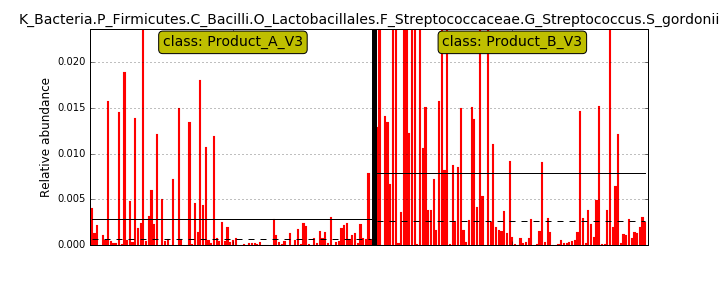 K_Bacteria.P_Firmicutes.C_Bacilli.O_Lactobacillales.F_Streptococcaceae.G_Streptococcus.S_gordonii
class: Product_A_V3 class: Product_B_V3
0.020
0.015
0.010
0.005
0.000
Relative abundance